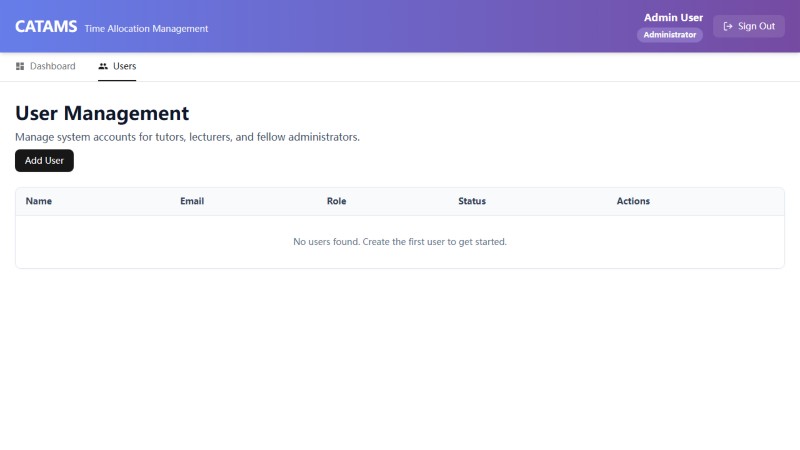 CATAMS Time Allocation Management
Admin User
Administrator
Sign Out
Dashboard
Users
User Management
Manage system accounts for tutors, lecturers, and fellow administrators.
Add User
Name Email Role Status Actions
No users found. Create the first user to get started.